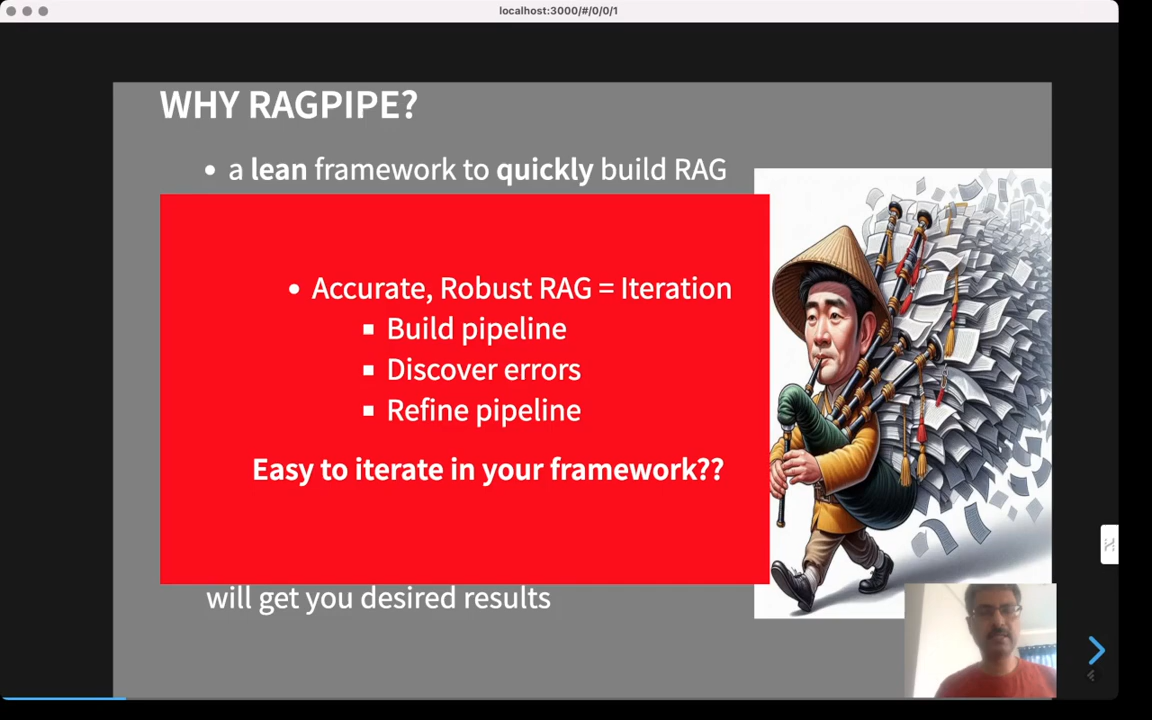 localhost:3000/#/0/0/1
WHY RAGPIPE?
• a lean framework to quickly build RAG
• Accurate, Robust RAG = Iteration
▪ Build pipeline
▪ Discover errors
▪ Refine pipeline
Easy to iterate in your framework??
will get you desired results